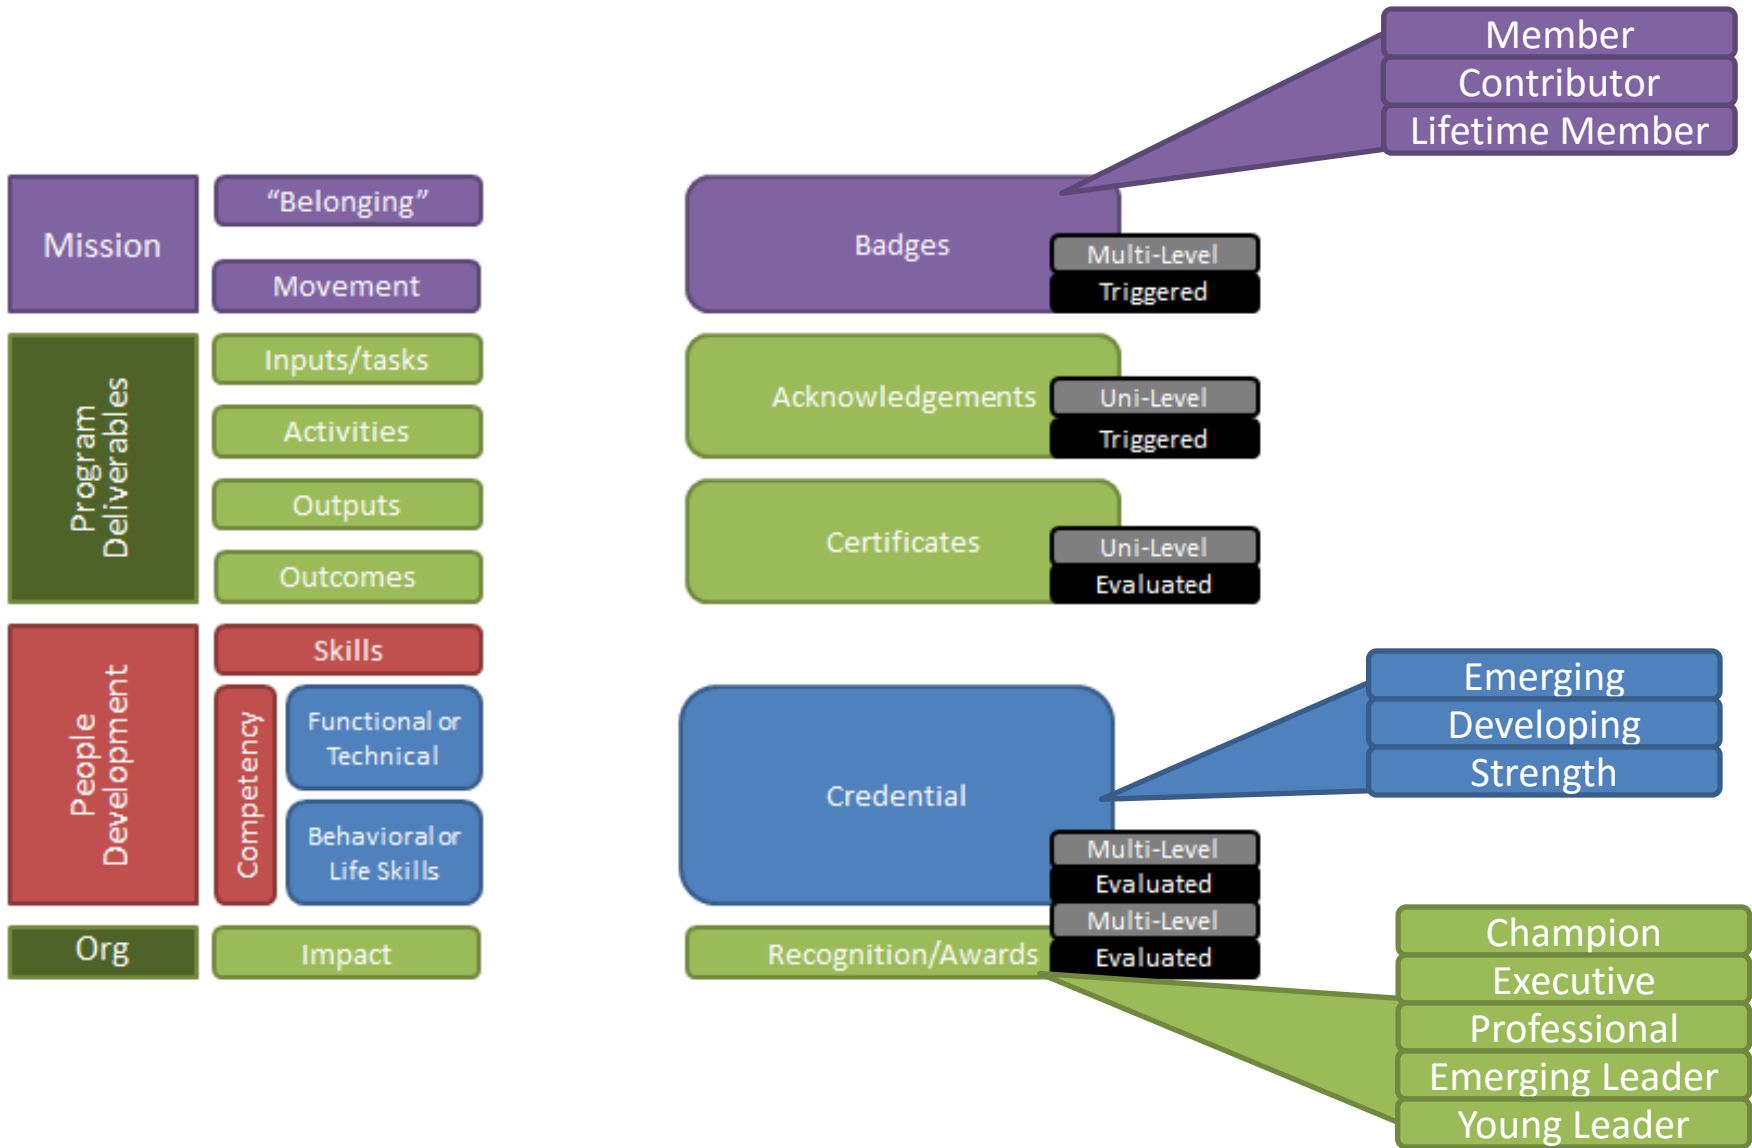 Member
Contributor
Lifetime Member
Mission
“Belonging”
Movement
Badges
Multi-Level
Triggered
Program
Deliverables
Inputs/tasks
Activities
Outputs
Outcomes
Acknowledgements
Uni-Level
Triggered
Certificates
Uni-Level
Evaluated
People
Development
Skills
Competency
Functional or
Technical
Behavioral or
Life Skills
Credential
Multi-Level
Evaluated
Emerging
Developing
Strength
Org
Impact
Recognition/Awards
Multi-Level
Evaluated
Champion
Executive
Professional
Emerging Leader
Young Leader